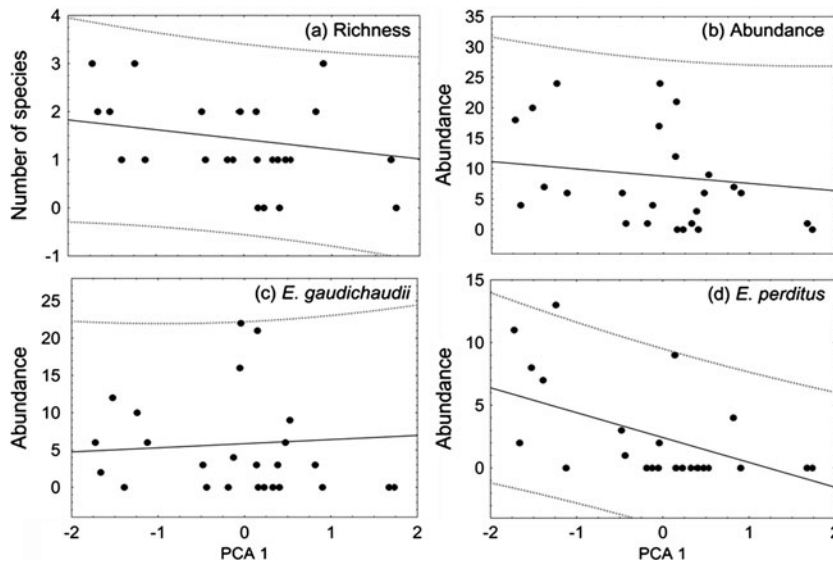 (a) Richness
Number of species
4
3
2
1
0
-1
(b) Abundance
Abundance
35
30
25
20
15
10
5
0
(c) E. gaudichaudii
Abundance
25
20
15
10
5
0
-2 -1 0 1 2
PCA 1
(d) E. perditus
Abundance
15
10
5
0
-2 -1 0 1 2
PCA 1